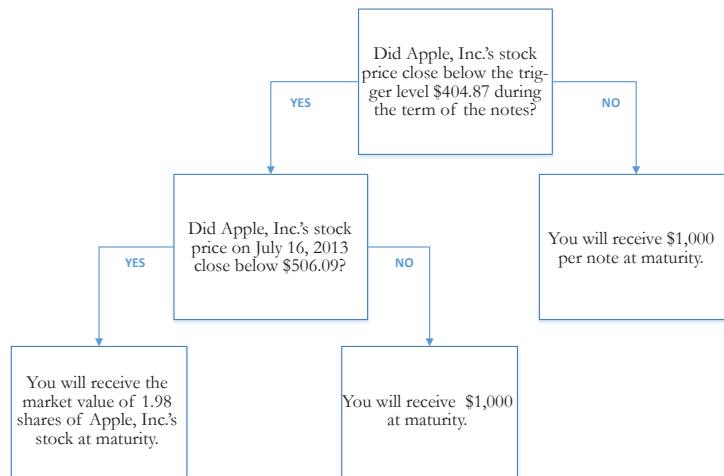 Did Apple, Inc.'s stock
price close below the trig-
ger level $404.87 during
the term of the notes?
YES
NO
Did Apple, Inc.'s stock
price on July 16, 2013
close below $506.09?
You will receive $1,000
per note at maturity.
YES
NO
You will receive the
market value of 1.98
shares of Apple, Inc.'s
stock at maturity.
You will receive $1,000
at maturity.